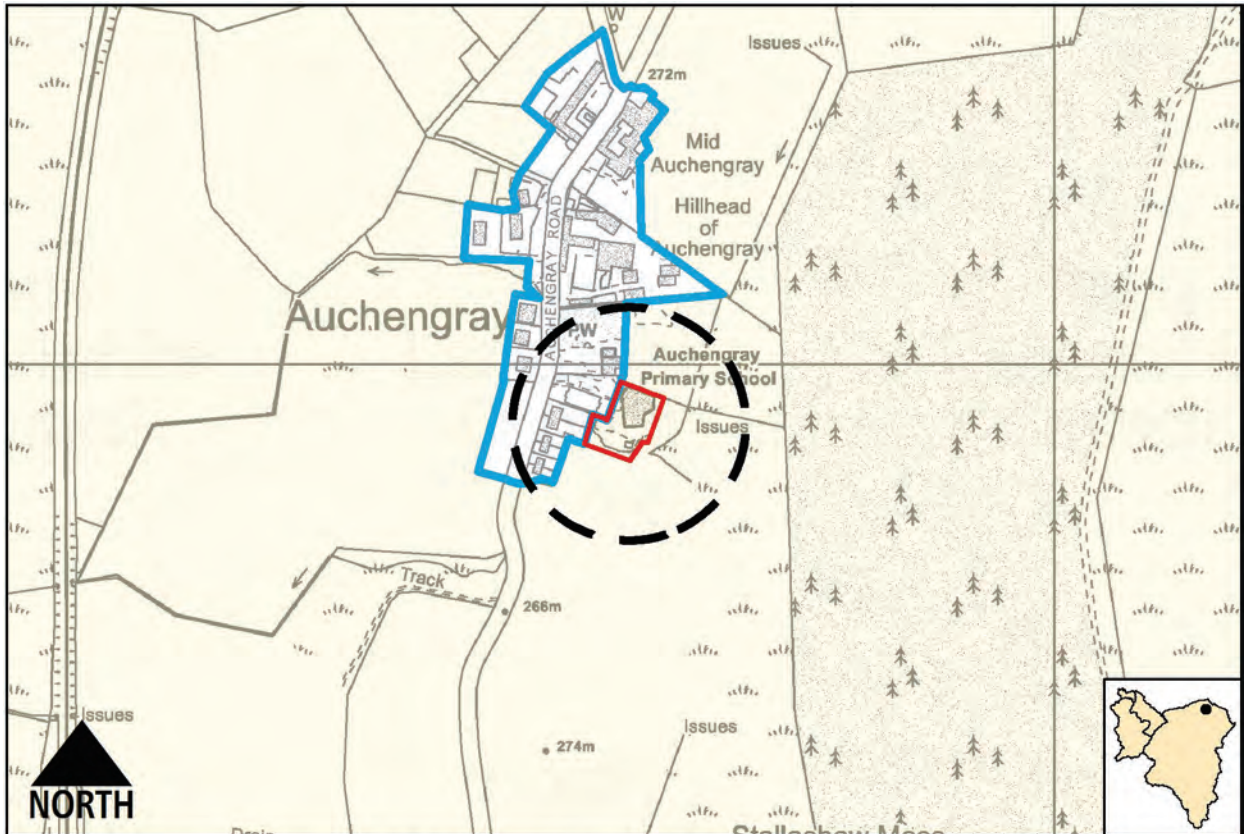 W
P
Issues
272m
Mid
Auchengray
Hillhead
of
Auchengray
AUCHENGRAY ROAD
Auchengray
PW
Auchengray
Primary School
Issues
Track
266m
Issues
Issues
274m
NORTH